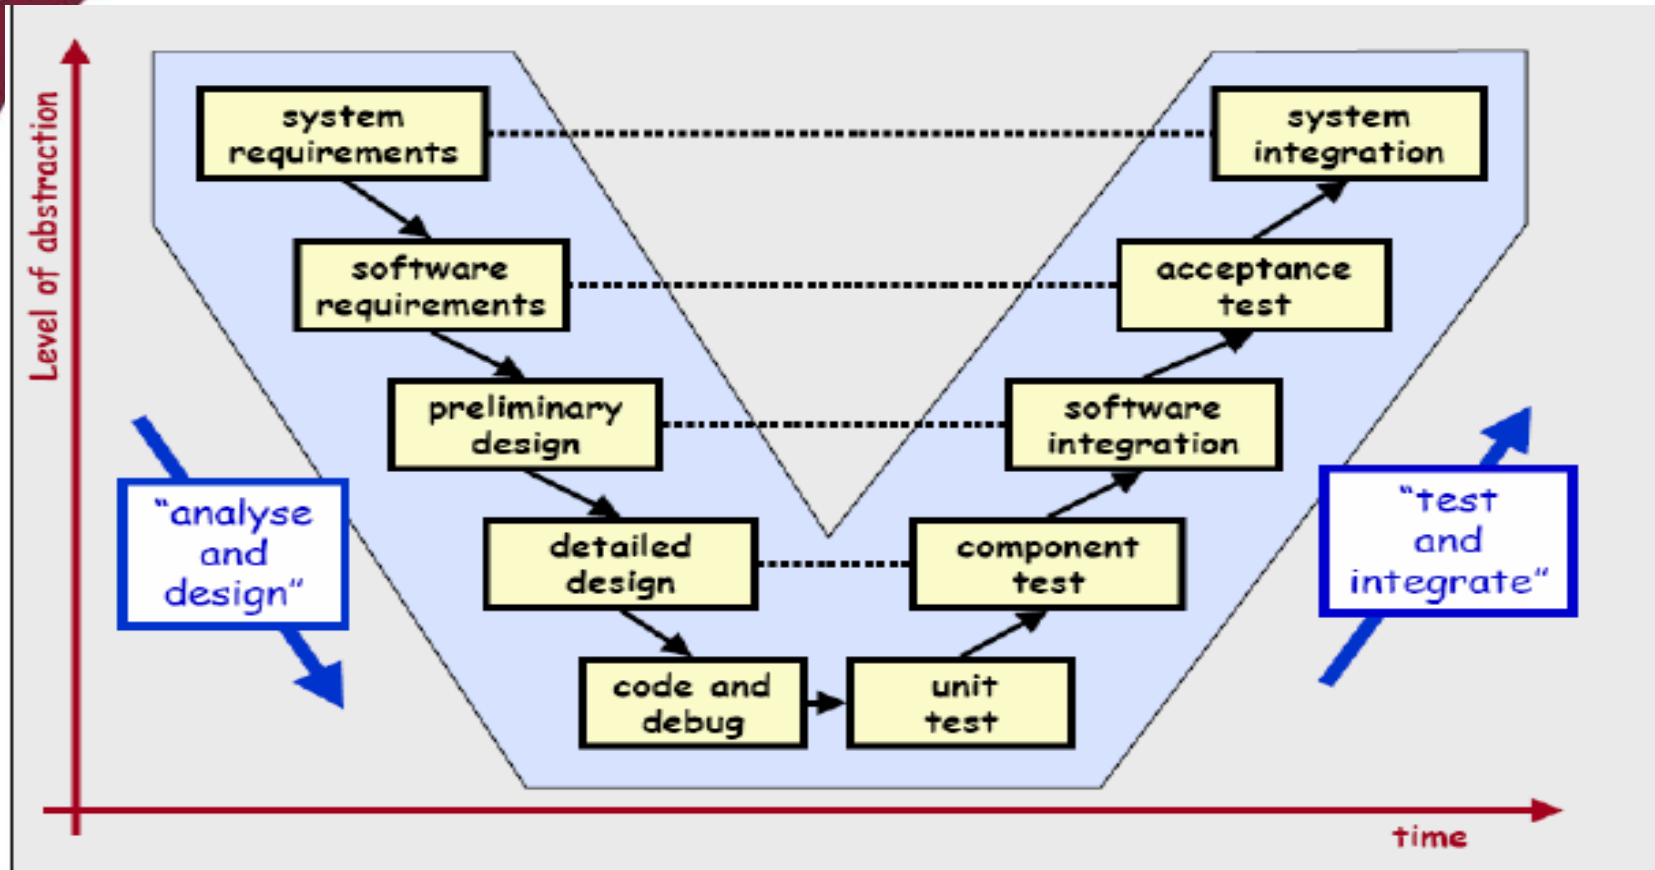 Level of abstraction
system
requirements
system
integration
software
requirements
acceptance
test
preliminary
design
software
integration
"analyse
and
design"
detailed
design
component
test
"test
and
integrate"
code and
debug
unit
test
time